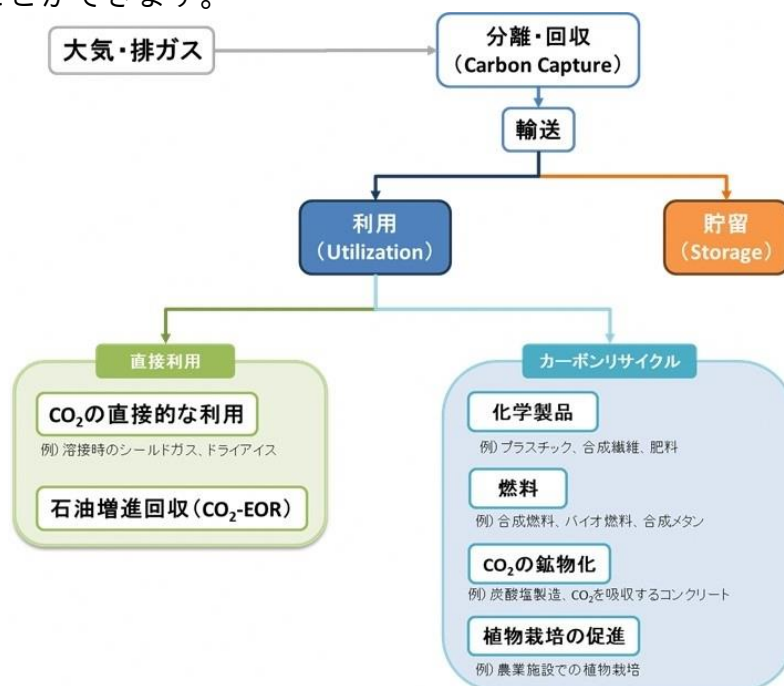 ことができます。
大気・排ガス
分離・回収
（Carbon Capture）
輸送
利用
（Utilization）
貯留
（Storage）
直接利用
CO₂の直接的な利用
例) 溶接時のシールドガス、ドライアイス
石油増進回収（CO₂-EOR）
カーボンリサイクル
化学製品
例) プラスチック、合成繊維、肥料
燃料
例) 合成燃料、バイオ燃料、合成メタン
CO₂の鉱物化
例) 炭酸塩製造、CO₂を吸収するコンクリート
植物栽培の促進
例) 農業施設での植物栽培